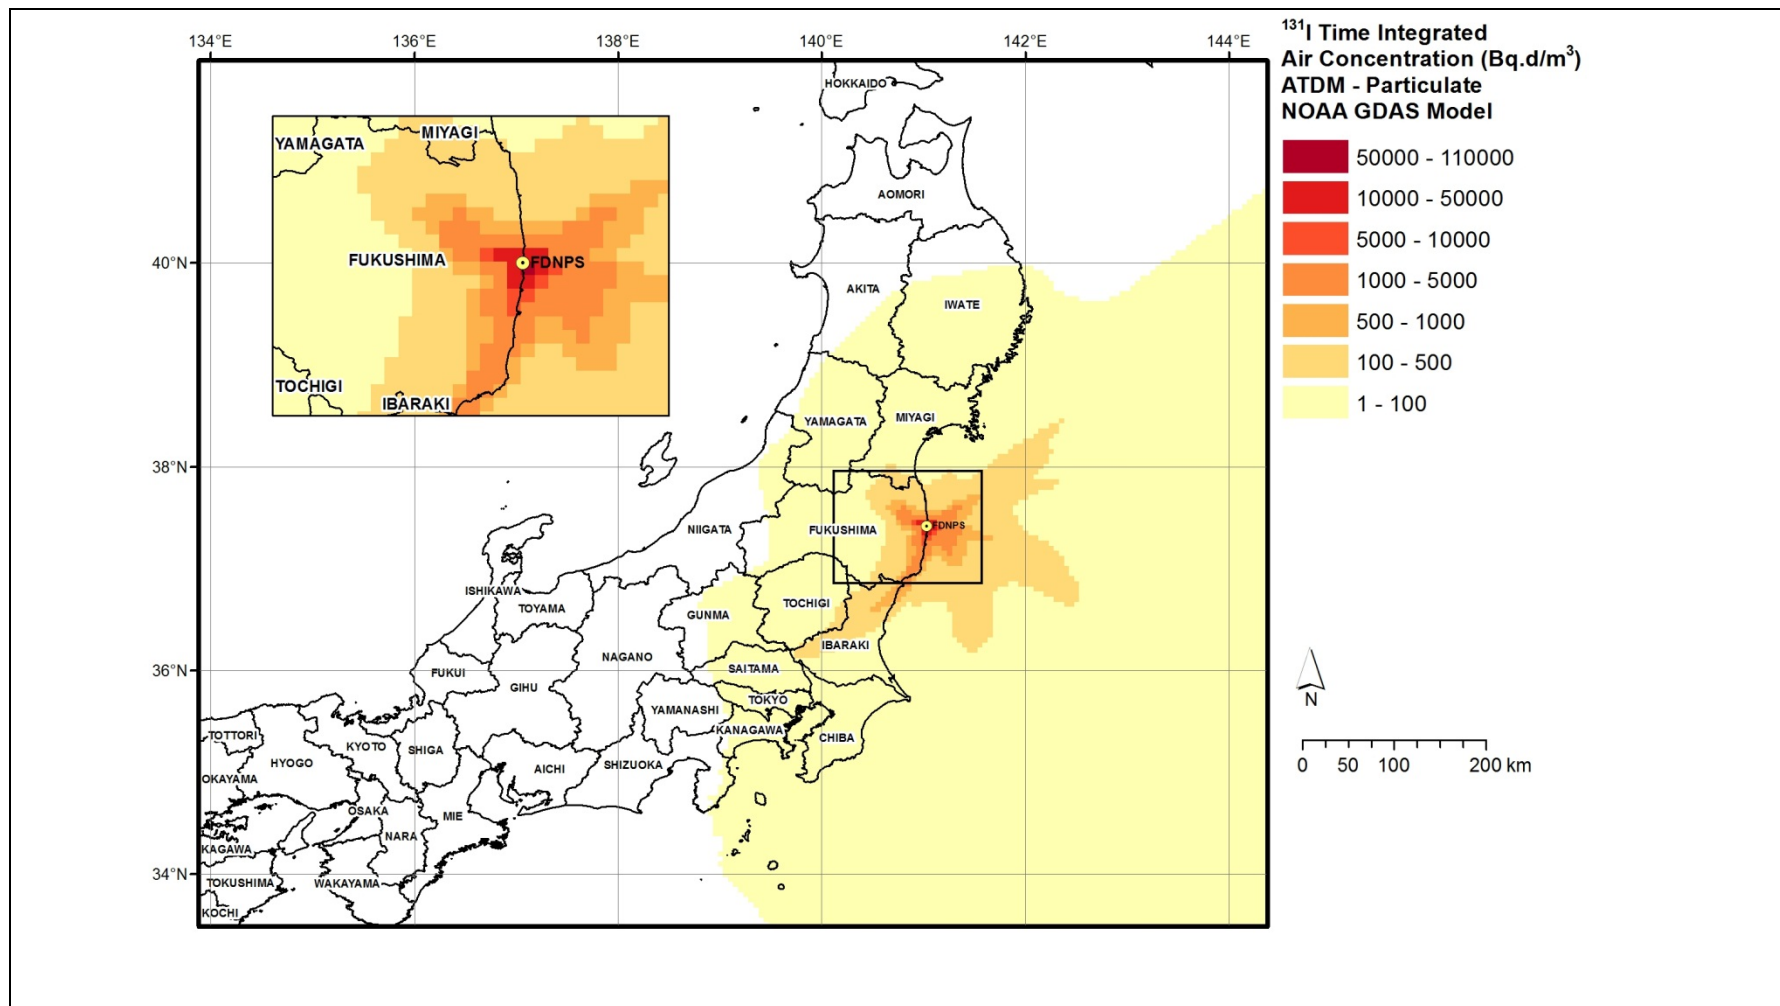 134°E 136°E 138°E 140°E 142°E 144°E
40°N
38°N
36°N
34°N
YAMAGATA
MIYAGI
FUKUSHIMA
FDNPS
TOCHIGI
IBARAKI
HOKKAIDO
AOMORI
AKITA
IWATE
YAMAGATA
MIYAGI
NIIGATA
FUKUSHIMA
FDNPS
ISHIKAWA
TOYAMA
GUNMA
TOCHIGI
IBARAKI
NAGANO
FUKUI
GIHU
SAITAMA
TOKYO
YAMANASHI
KANAGAWA
CHIBA
TOTTORI
HYOGO
KYOTO
SHIGA
AICHI
SHIZUOKA
OKAYAMA
OSAKA
MIE
NARA
KAGAWA
TOKUSHIMA
WAKAYAMA
KOCHI
¹³¹I Time Integrated
Air Concentration (Bq.d/m³)
ATDM - Particulate
NOAA GDAS Model
50000 - 110000
10000 - 50000
5000 - 10000
1000 - 5000
500 - 1000
100 - 500
1 - 100
N
0 50 100 200 km